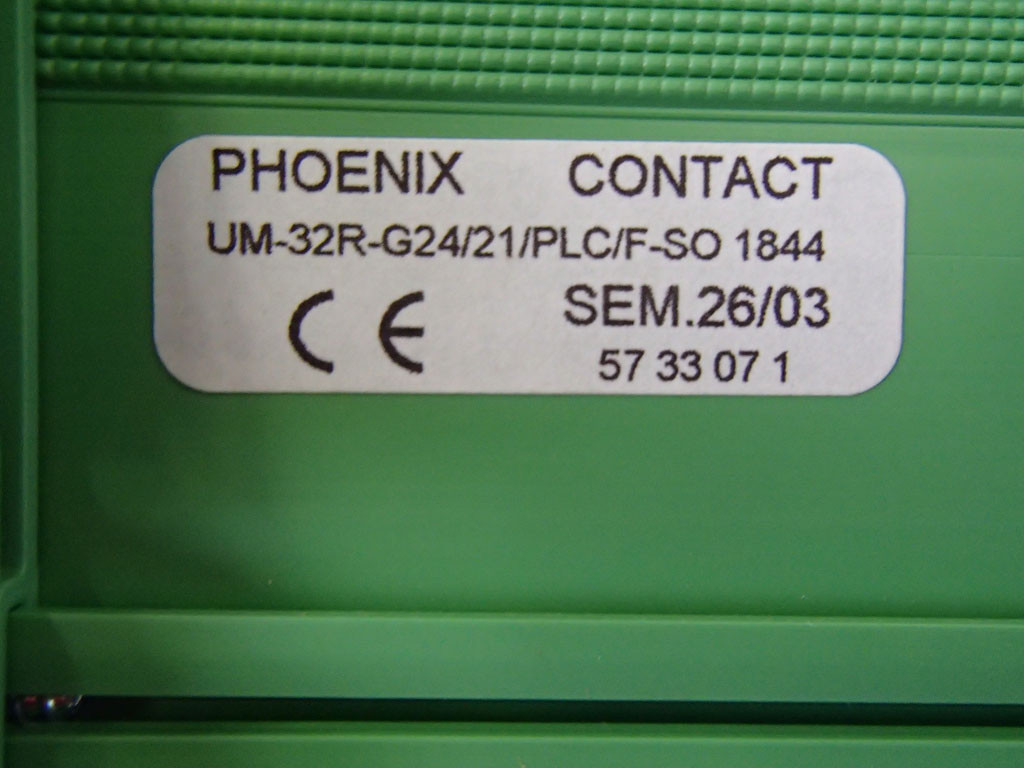 PHOENIX CONTACT
UM-32R-G24/21/PLC/F-SO 1844
CE SEM.26/03
57 33 07 1